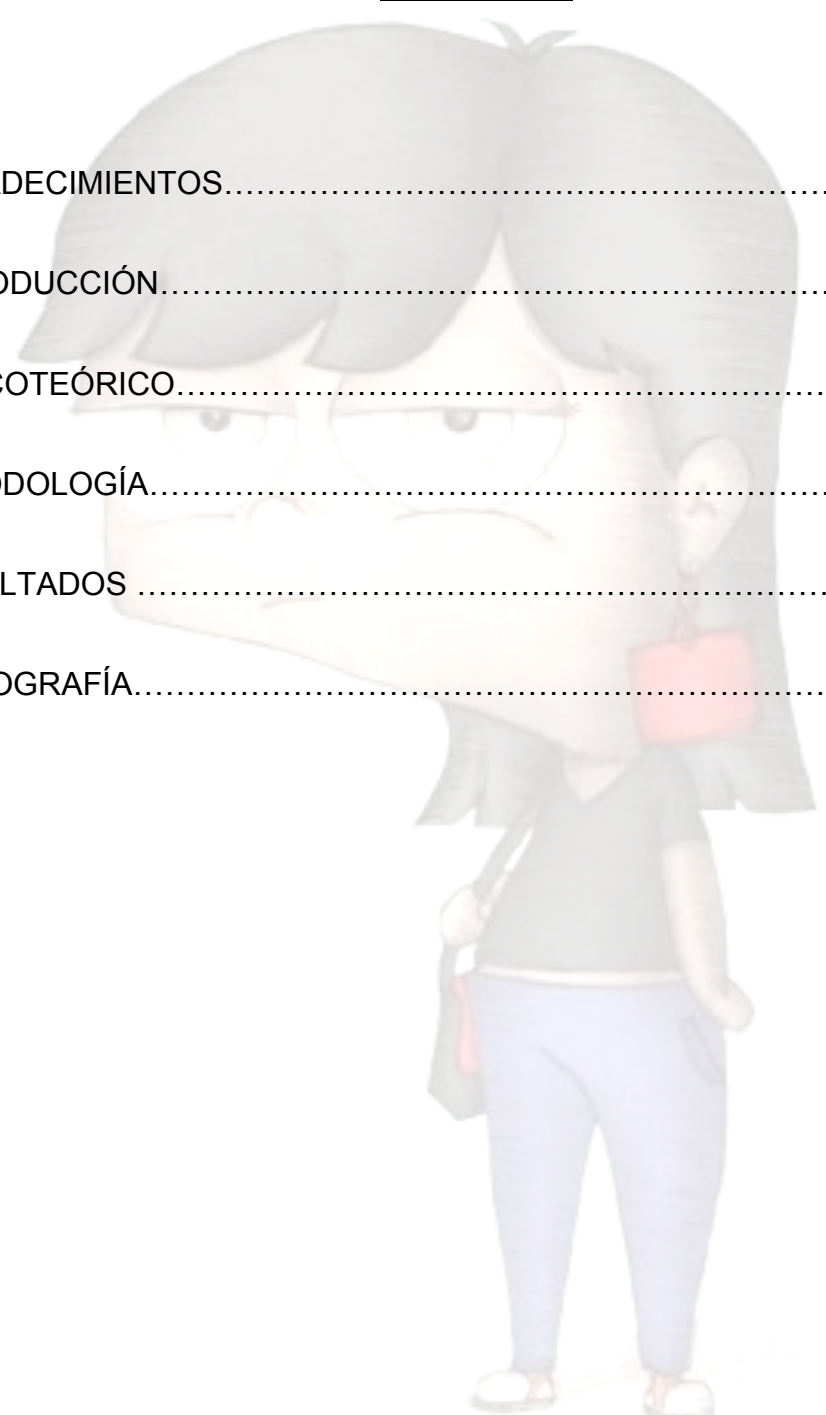 ADECIMIENTOS………………………………………………………………
ODUCCIÓN……………………………………………………………………
COTEÓRICO…………………………………………………………………
ODOLOGÍA……………………………………………………………………
LTADOS ………………………………………………………………………
OGRAFÍA………………………………………………………………………